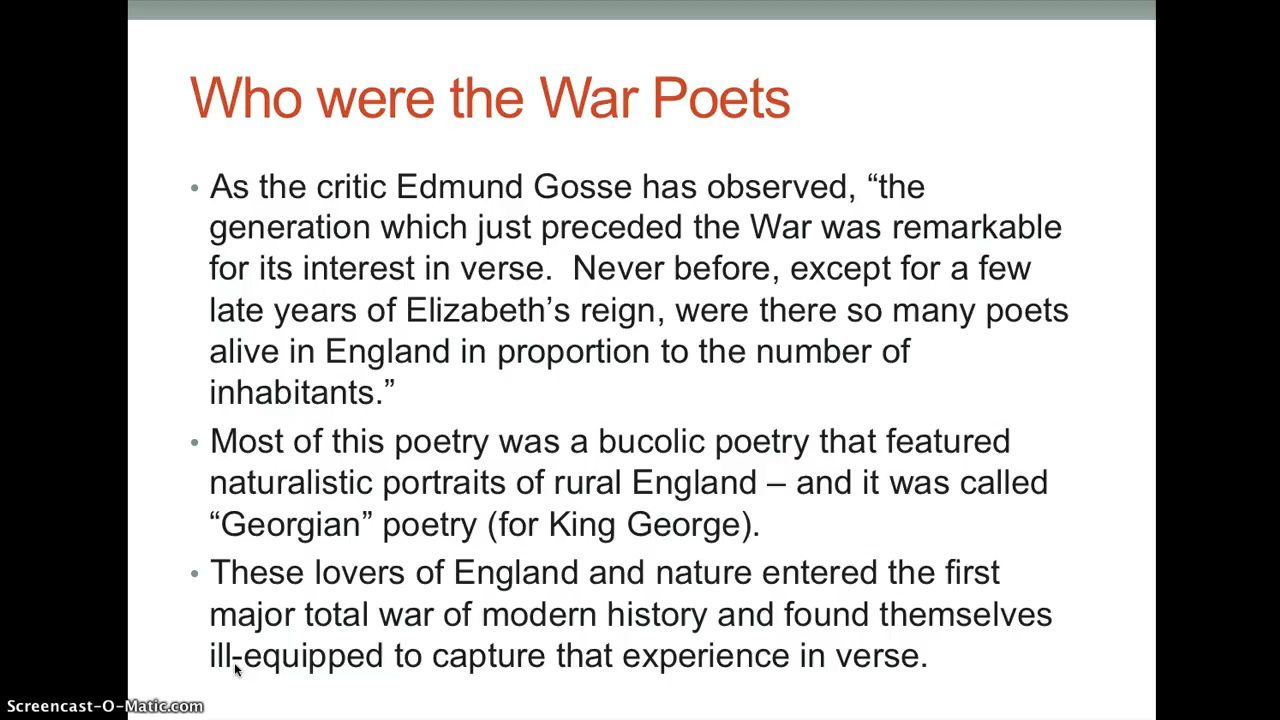 Who were the War Poets
• As the critic Edmund Gosse has observed, “the
generation which just preceded the War was remarkable
for its interest in verse.  Never before, except for a few
late years of Elizabeth’s reign, were there so many poets
alive in England in proportion to the number of
inhabitants.”
• Most of this poetry was a bucolic poetry that featured
naturalistic portraits of rural England – and it was called
“Georgian” poetry (for King George).
• These lovers of England and nature entered the first
major total war of modern history and found themselves
ill-equipped to capture that experience in verse.
Screencast-O-Matic.com